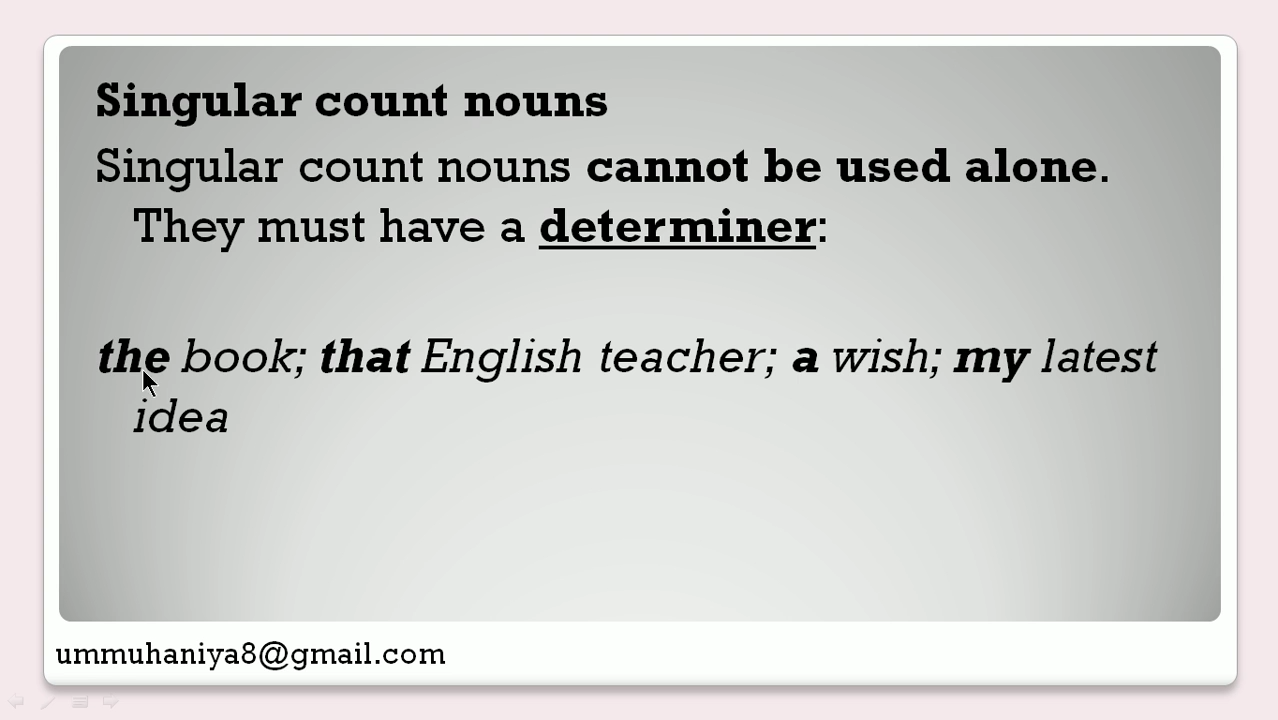 Singular count nouns
Singular count nouns cannot be used alone.
They must have a determiner:
the book; that English teacher; a wish; my latest
idea
ummuhaniya8@gmail.com